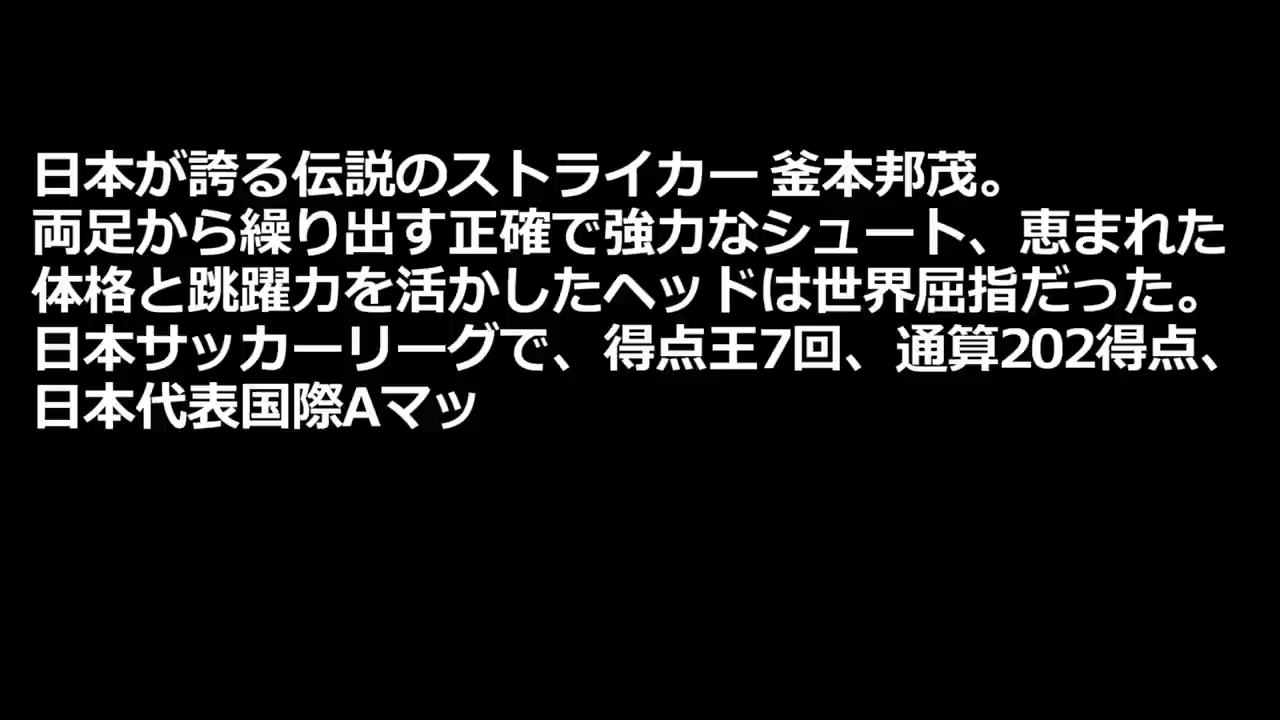 日本が誇る伝説のストライカー 釜本邦茂。
両足から繰り出す正確で強力なシュート、恵まれた
体格と跳躍力を活かしたヘッドは世界屈指だった。
日本サッカーリーグで、得点王7回、通算202得点、
日本代表国際Aマッ